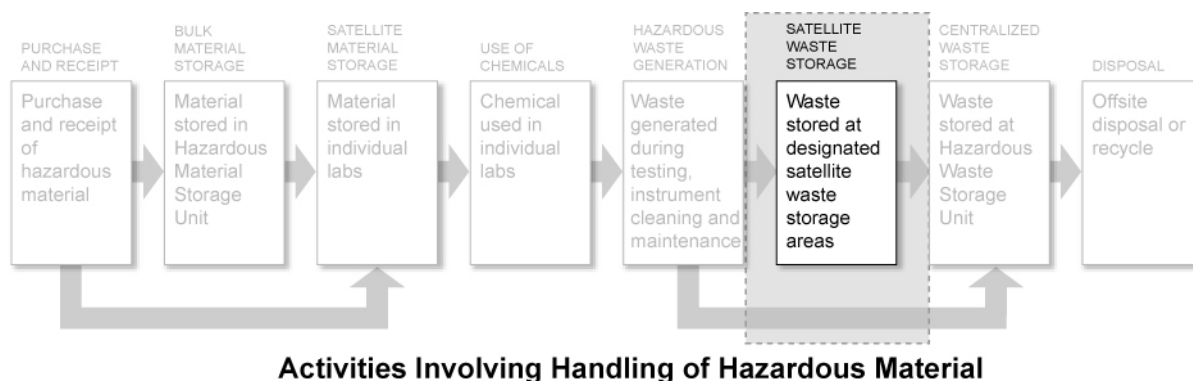 PURCHASE
AND RECEIPT
Purchase
and receipt
of
hazardous
material
BULK
MATERIAL
STORAGE
Material
stored in
Hazardous
Material
Storage
Unit
SATELLITE
MATERIAL
STORAGE
Material
stored in
individual
labs
USE OF
CHEMICALS
Chemical
used in
individual
labs
HAZARDOUS
WASTE
GENERATION
Waste
generated
during
testing,
instrument
cleaning and
maintenance
SATELLITE
WASTE
STORAGE
Waste
stored at
designated
satellite
waste
storage
areas
CENTRALIZED
WASTE
STORAGE
Waste
stored at
Hazardous
Waste
Storage
Unit
DISPOSAL
Offsite
disposal or
recycle
Activities Involving Handling of Hazardous Material